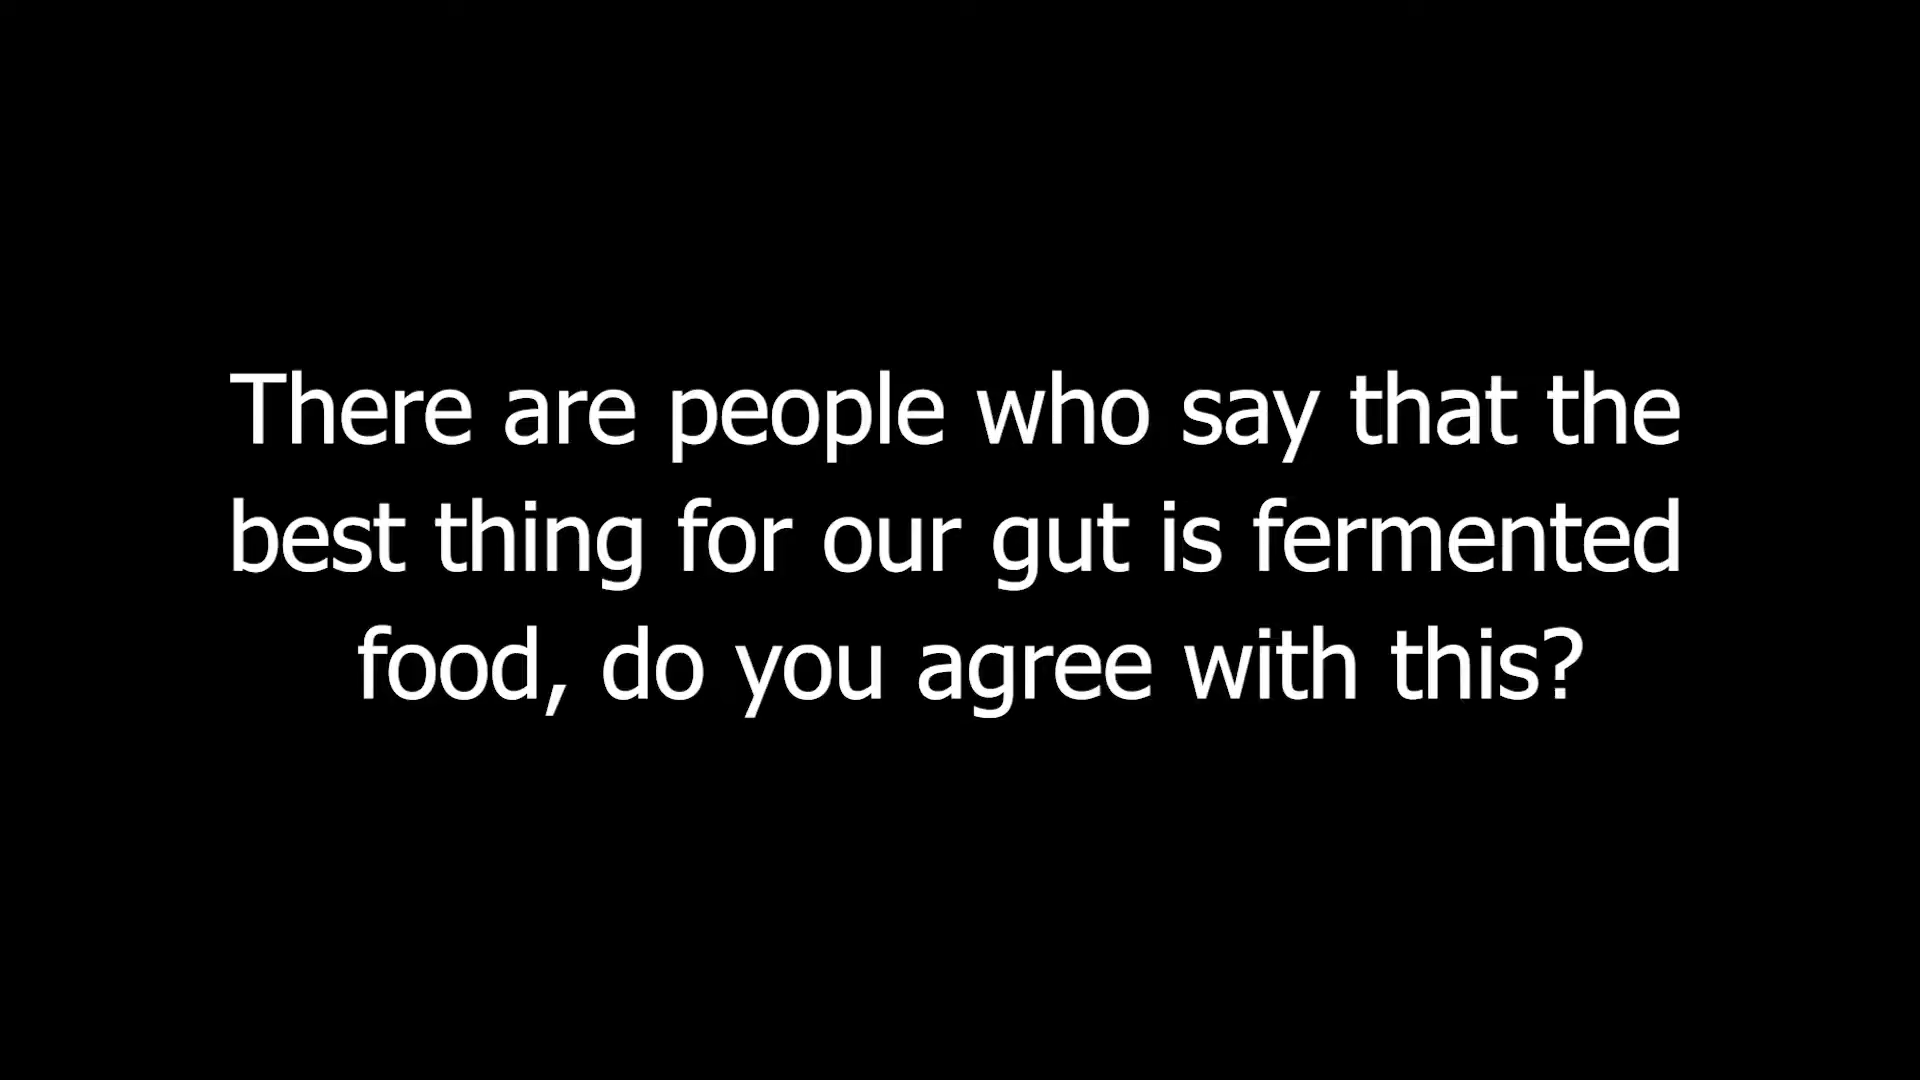 There are people who say that the
best thing for our gut is fermented
food, do you agree with this?